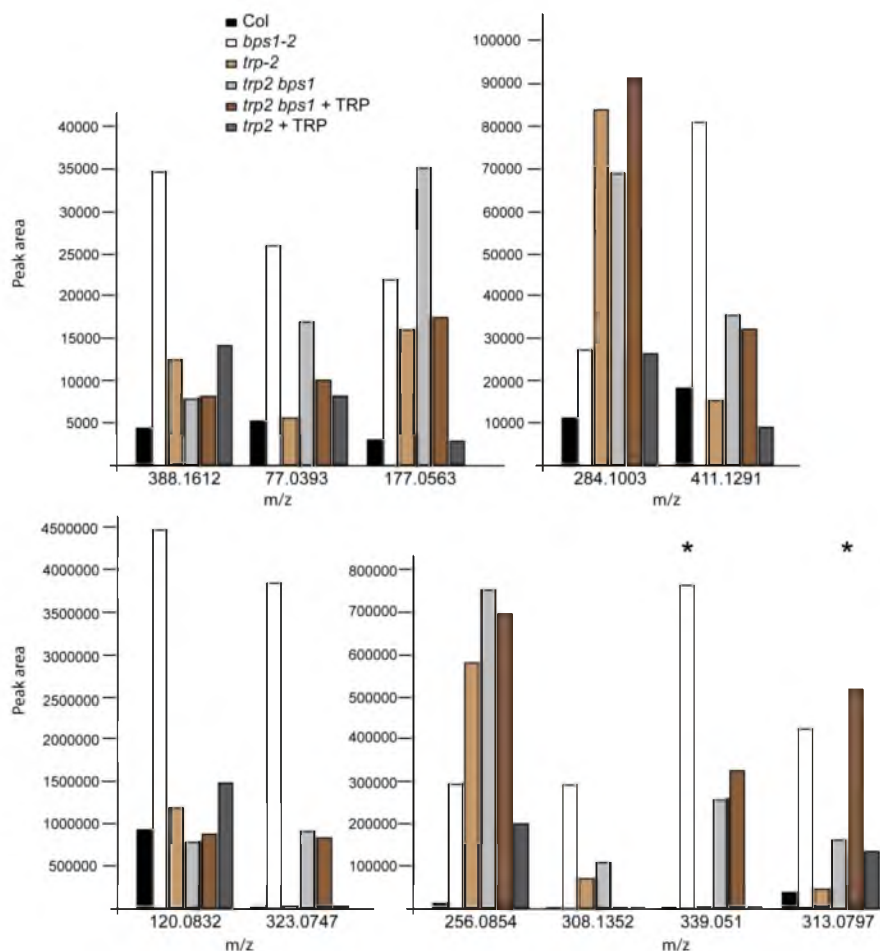 Col
bps1-2
trp-2
trp2 bps1
trp2 bps1 + TRP
trp2 + TRP
Peak area
40000
35000
30000
25000
20000
15000
10000
5000
388.1612 77.0393 177.0563
m/z
100000
90000
80000
70000
60000
50000
40000
30000
20000
10000
284.1003 411.1291
m/z
Peak area
4500000
4000000
3500000
3000000
2500000
2000000
1500000
1000000
500000
120.0832 323.0747
m/z
* *
800000
700000
600000
500000
400000
300000
200000
100000
256.0854 308.1352 339.051 313.0797
m/z